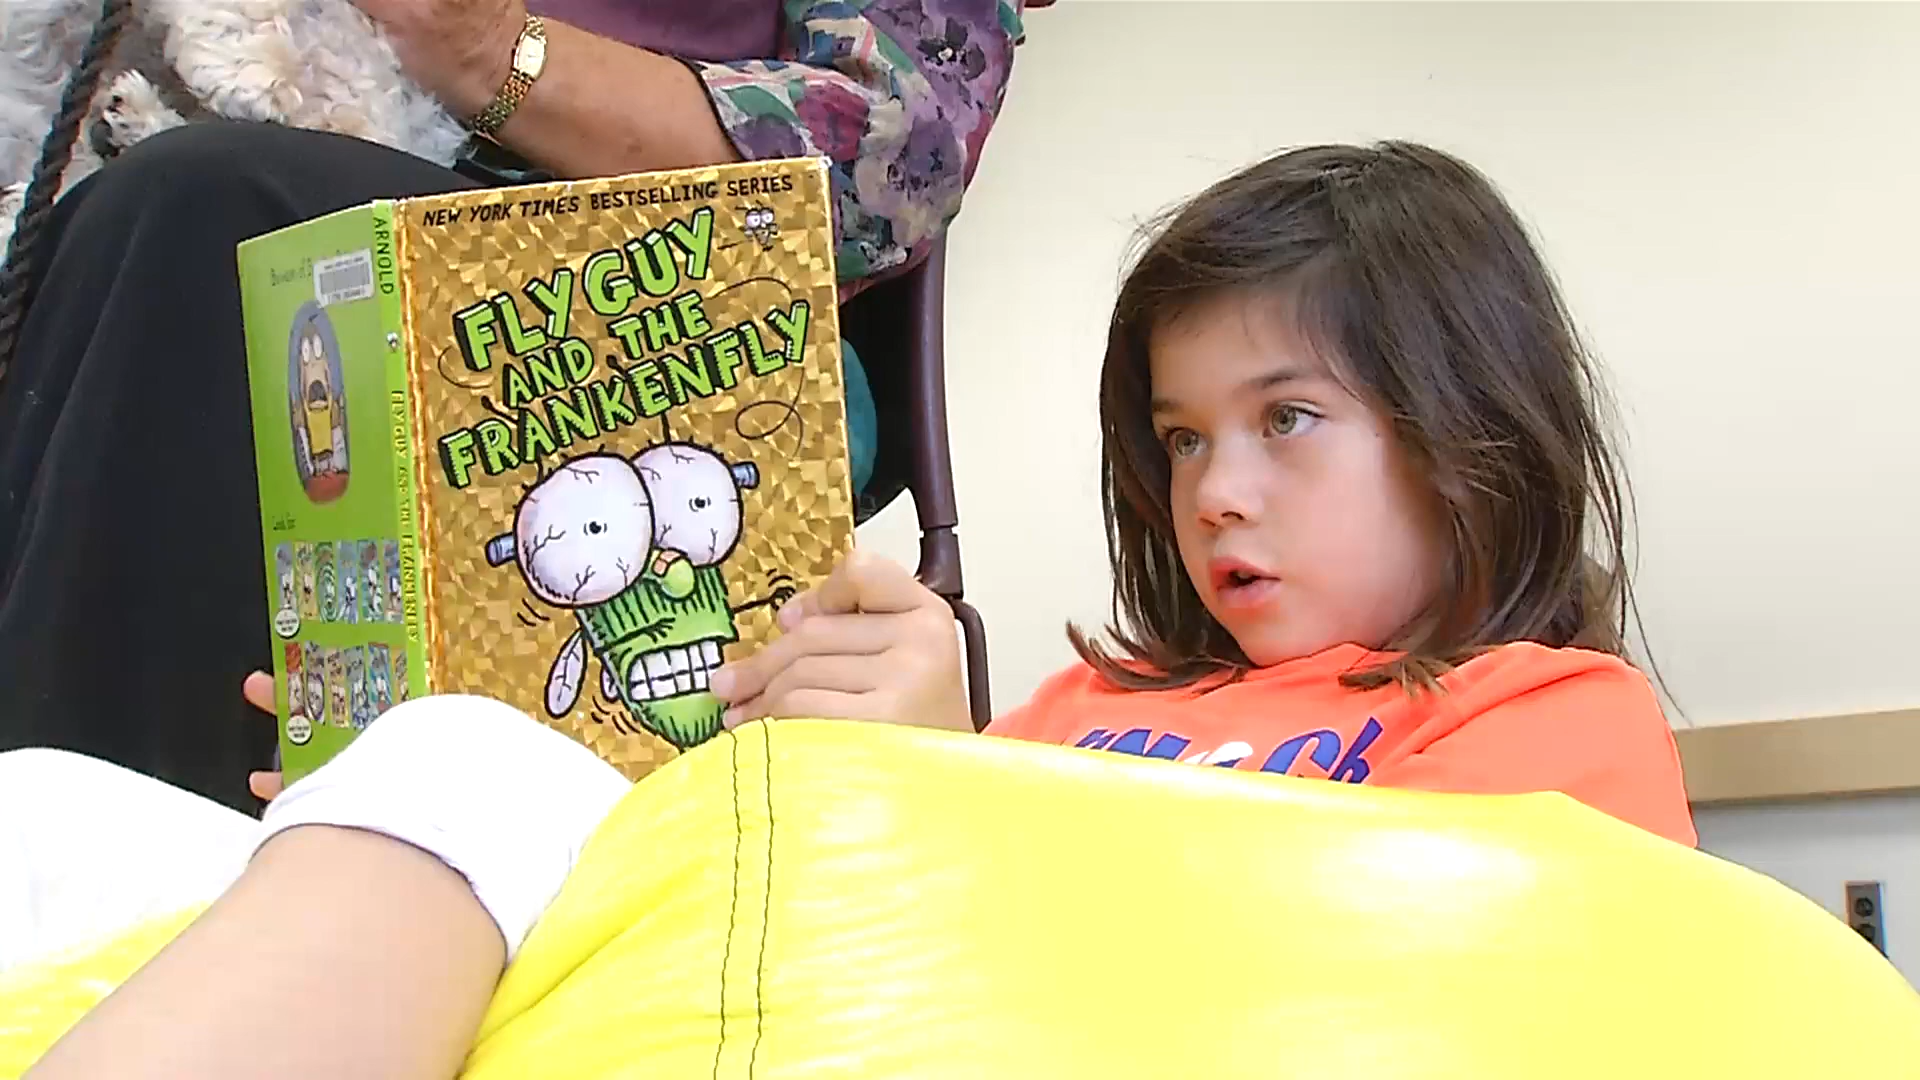 NEW YORK TIMES BESTSELLING SERIES
FLY GUY
AND THE
FRANKENFLY
ARNOLD
FLY GUY AND THE FRANKENFLY